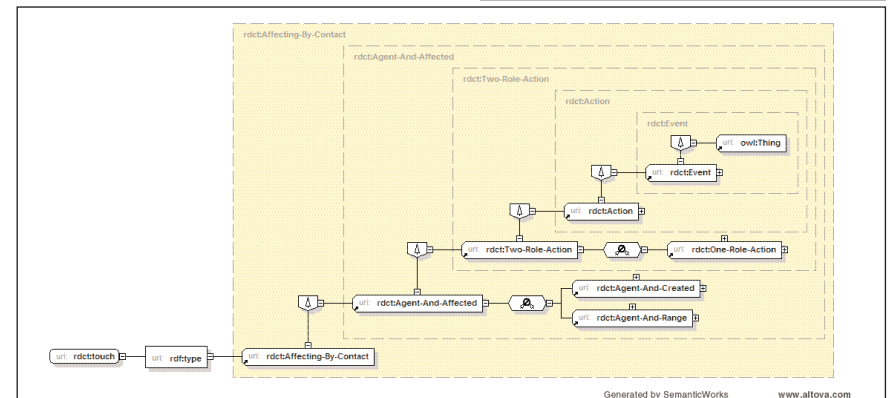 rdct:Affecting-By-Contact
rdct:Agent-And-Affected
rdct:Two-Role-Action
rdct:Action
rdct:Event
uri: owl:Thing
uri: rdct:Event
uri: rdct:Action
uri: rdct:Two-Role-Action
uri: rdct:One-Role-Action
uri: rdct:Agent-And-Created
uri: rdct:Agent-And-Affected
uri: rdct:Agent-And-Range
uri: rdct:touch
uri: rdf:type
uri: rdct:Affecting-By-Contact
Generated by SemanticWorks www.altova.com